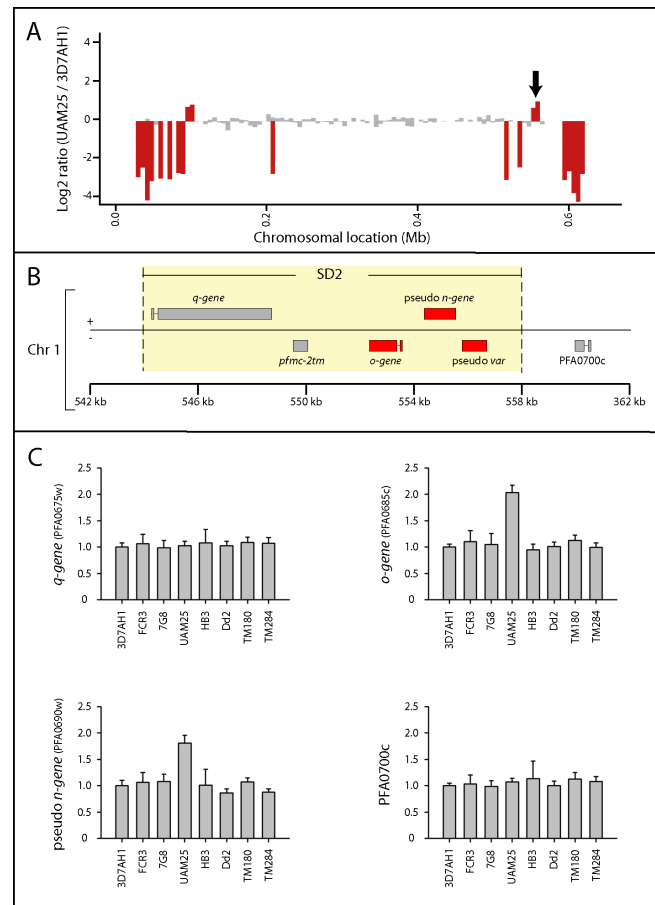 A
Log2 ratio (UAM25 / 3D7AH1)
4
2
0
-2
-4
0.0
0.2
0.4
0.6
Chromosomal location (Mb)
B
SD2
Chr 1
+
-
q-gene
pseudo n-gene
pfmc-2tm
o-gene
pseudo var
PFA0700c
542 kb
546 kb
550 kb
554 kb
558 kb
362 kb
C
q-gene (PFA0675w)
2.5
2.0
1.5
1.0
0.5
0
3D7AH1
FCR3
7G8
UAM25
HB3
Dd2
TM180
TM284
o-gene (PFA0685c)
2.5
2.0
1.5
1.0
0.5
0
3D7AH1
FCR3
7G8
UAM25
HB3
Dd2
TM180
TM284
pseudo n-gene (PFA0690w)
2.5
2.0
1.5
1.0
0.5
0
3D7AH1
FCR3
7G8
UAM25
HB3
Dd2
TM180
TM284
PFA0700c
2.5
2.0
1.5
1.0
0.5
0
3D7AH1
FCR3
7G8
UAM25
HB3
Dd2
TM180
TM284